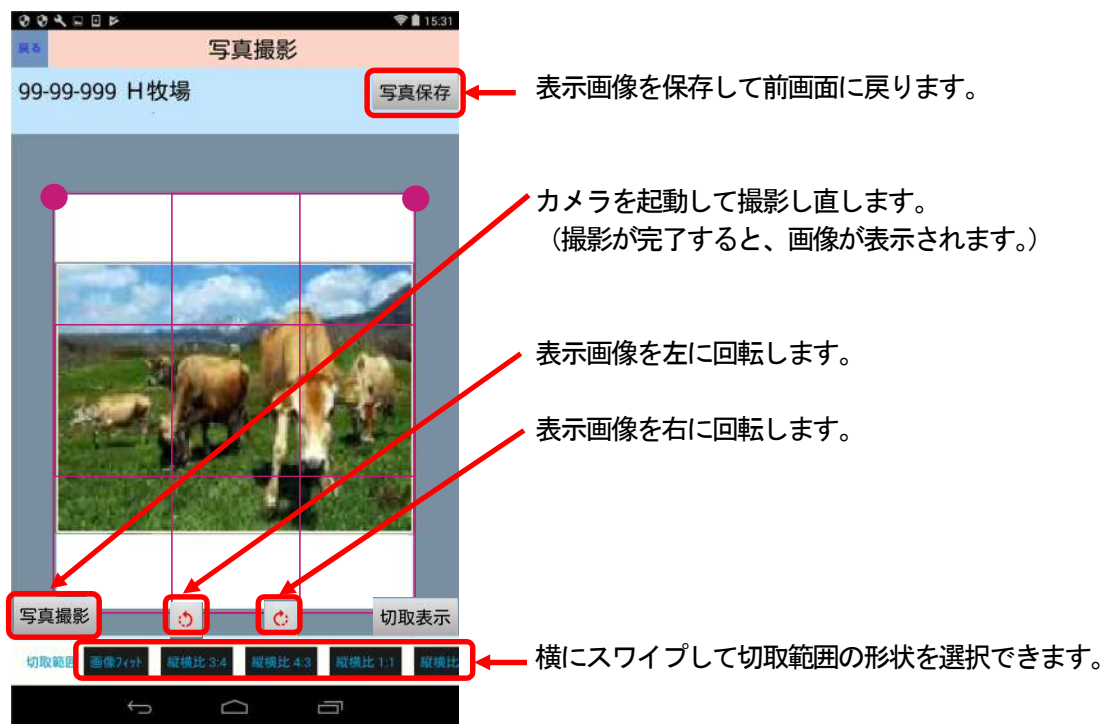 15:31
戻る
写真撮影
99-99-999 H牧場
写真保存
表示画像を保存して前画面に戻ります。
カメラを起動して撮影し直します。
（撮影が完了すると、画像が表示されます。）
表示画像を左に回転します。
表示画像を右に回転します。
写真撮影
切取表示
切取範囲 画像フィット 縦横比 3:4 縦横比 4:3 縦横比 1:1 縦横比
横にスワイプして切取範囲の形状を選択できます。